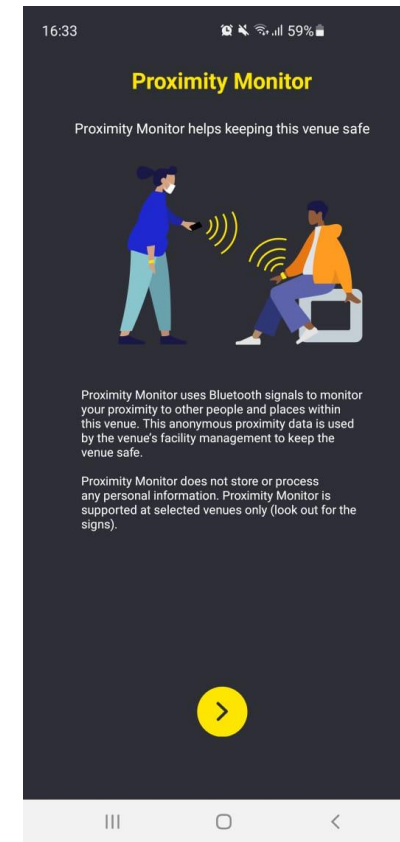 16:33
59%
Proximity Monitor
Proximity Monitor helps keeping this venue safe
Proximity Monitor uses Bluetooth signals to monitor
your proximity to other people and places within
this venue. This anonymous proximity data is used
by the venue's facility management to keep the
venue safe.
Proximity Monitor does not store or process
any personal information. Proximity Monitor is
supported at selected venues only (look out for the
signs).